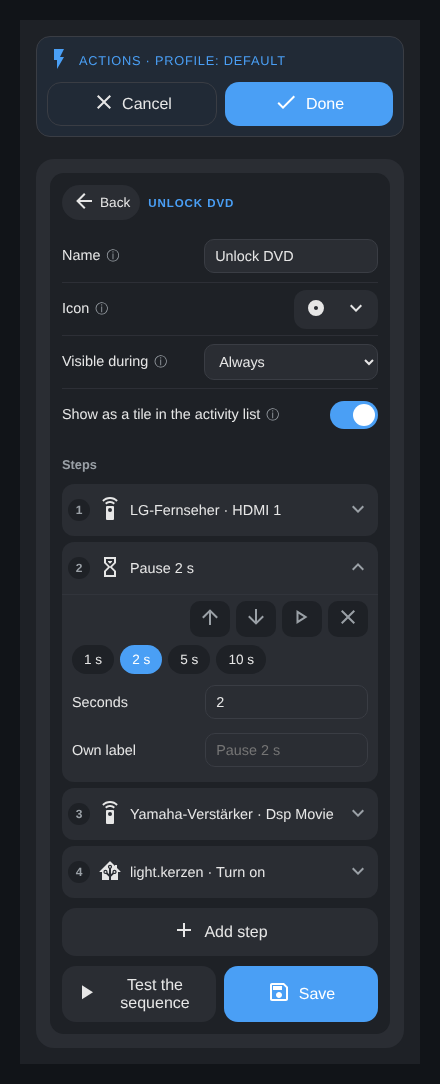 ACTIONS · PROFILE: DEFAULT
Cancel
Done
Back
UNLOCK DVD
Name ⓘ
Unlock DVD
Icon ⓘ
Visible during ⓘ
Always
Show as a tile in the activity list ⓘ
Steps
1 LG-Fernseher · HDMI 1
2 Pause 2 s
1 s
2 s
5 s
10 s
Seconds
2
Own label
Pause 2 s
3 Yamaha-Verstärker · Dsp Movie
4 light.kerzen · Turn on
Add step
Test the
sequence
Save